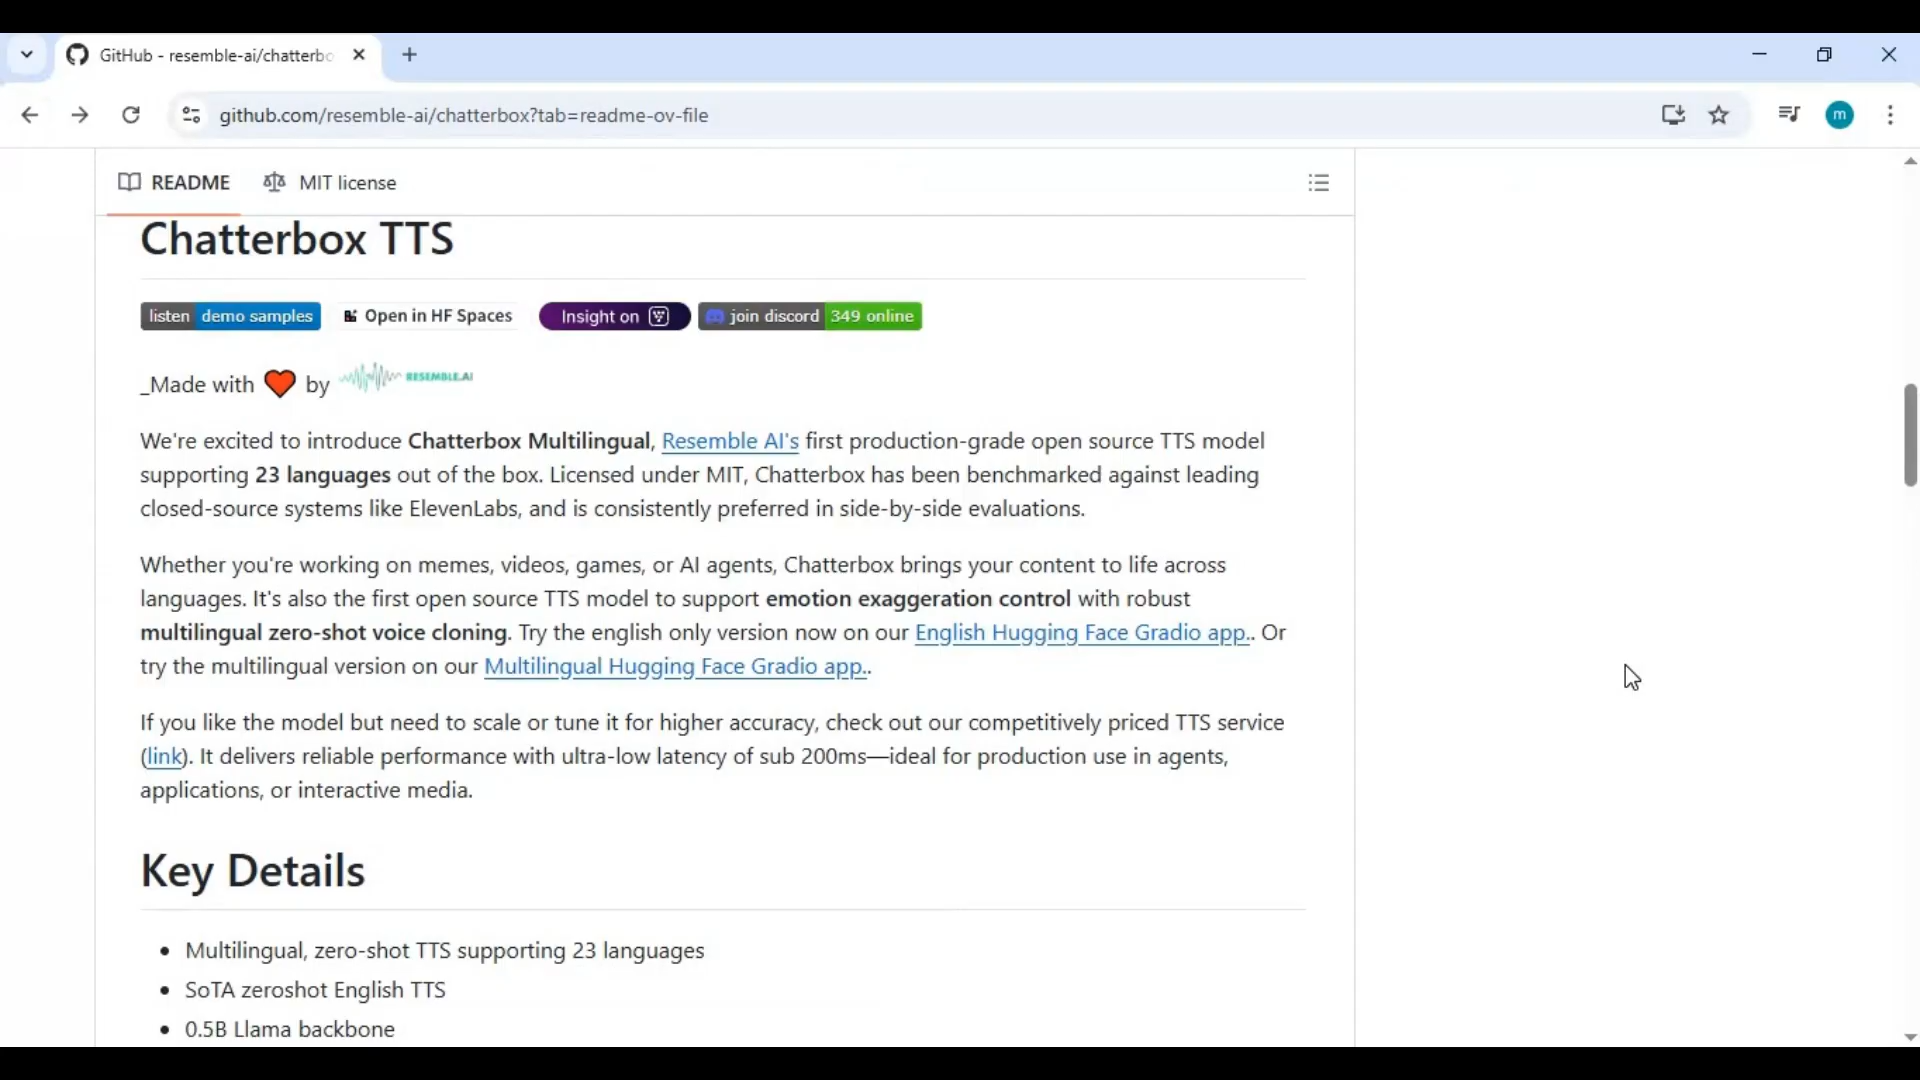 GitHub - resemble-ai/chatterbo
github.com/resemble-ai/chatterbox?tab=readme-ov-file
m
README
MIT license
Chatterbox TTS
listen demo samples
Open in HF Spaces
Insight on
join discord 349 online
_Made with by RESEMBLE.AI
We're excited to introduce Chatterbox Multilingual, Resemble AI's first production-grade open source TTS model
supporting 23 languages out of the box. Licensed under MIT, Chatterbox has been benchmarked against leading
closed-source systems like ElevenLabs, and is consistently preferred in side-by-side evaluations.
Whether you're working on memes, videos, games, or AI agents, Chatterbox brings your content to life across
languages. It's also the first open source TTS model to support emotion exaggeration control with robust
multilingual zero-shot voice cloning. Try the english only version now on our English Hugging Face Gradio app.. Or
try the multilingual version on our Multilingual Hugging Face Gradio app..
If you like the model but need to scale or tune it for higher accuracy, check out our competitively priced TTS service
(link). It delivers reliable performance with ultra-low latency of sub 200ms—ideal for production use in agents,
applications, or interactive media.
Key Details
• Multilingual, zero-shot TTS supporting 23 languages
• SoTA zeroshot English TTS
• 0.5B Llama backbone